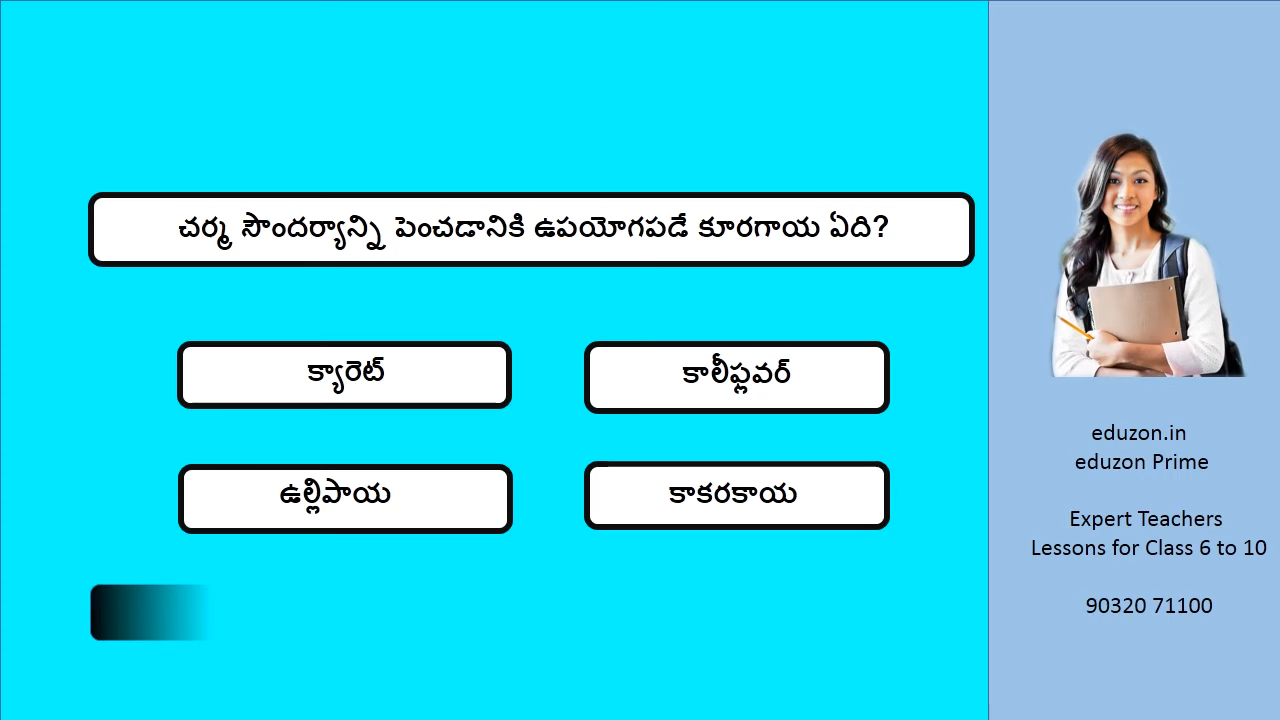 చర్మ సౌందర్యాన్ని పెంచడానికి ఉపయోగపడే కూరగాయ ఏది?
క్యారెట్
కాలీఫ్లవర్
ఉల్లిపాయ
కాకరకాయ
eduzon.in
eduzon Prime
Expert Teachers
Lessons for Class 6 to 10
90320 71100